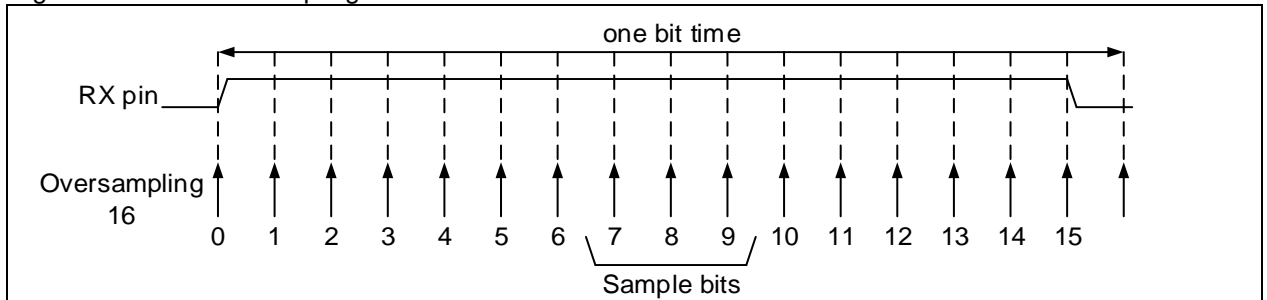 one bit time
RX pin
Oversampling
16
0 1 2 3 4 5 6 7 8 9 10 11 12 13 14 15
Sample bits